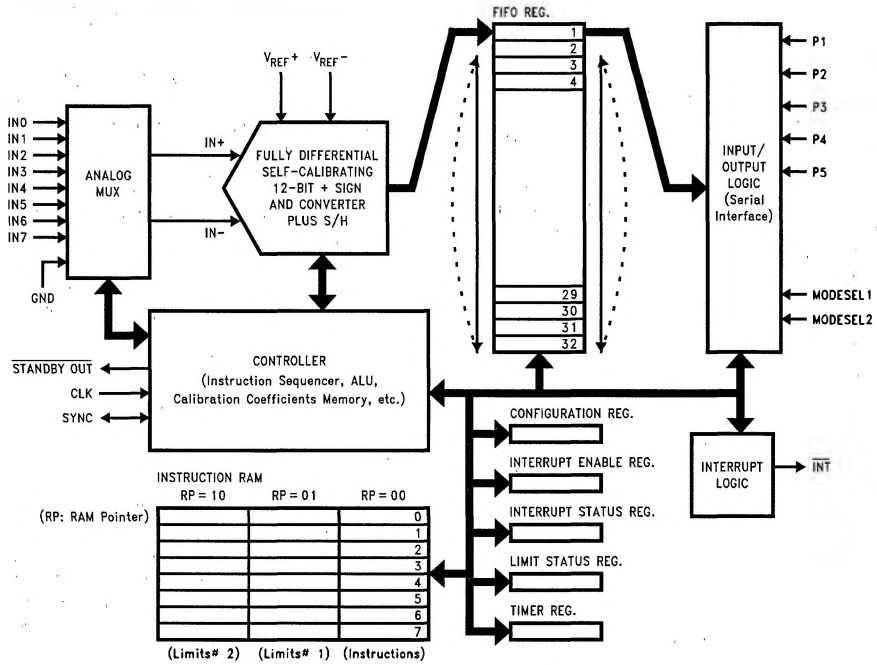 FIFO REG.
1
2
3
4
29
30
31
32
VREF+ VREF-
IN0
IN1
IN2
IN3
IN4
IN5
IN6
IN7
GND
ANALOG
MUX
IN+
IN-
FULLY DIFFERENTIAL
SELF-CALIBRATING
12-BIT + SIGN
AND CONVERTER
PLUS S/H
INPUT/
OUTPUT
LOGIC
(Serial
Interface)
P1
P2
P3
P4
P5
MODESEL1
MODESEL2
STANDBY OUT
CLK
SYNC
CONTROLLER
(Instruction Sequencer, ALU,
Calibration Coefficients Memory, etc.)
CONFIGURATION REG.
INTERRUPT ENABLE REG.
INTERRUPT STATUS REG.
LIMIT STATUS REG.
TIMER REG.
INTERRUPT
LOGIC
INT
INSTRUCTION RAM
RP = 10 RP = 01 RP = 00
(RP: RAM Pointer)
0
1
2
3
4
5
6
7
(Limits# 2) (Limits# 1) (Instructions)